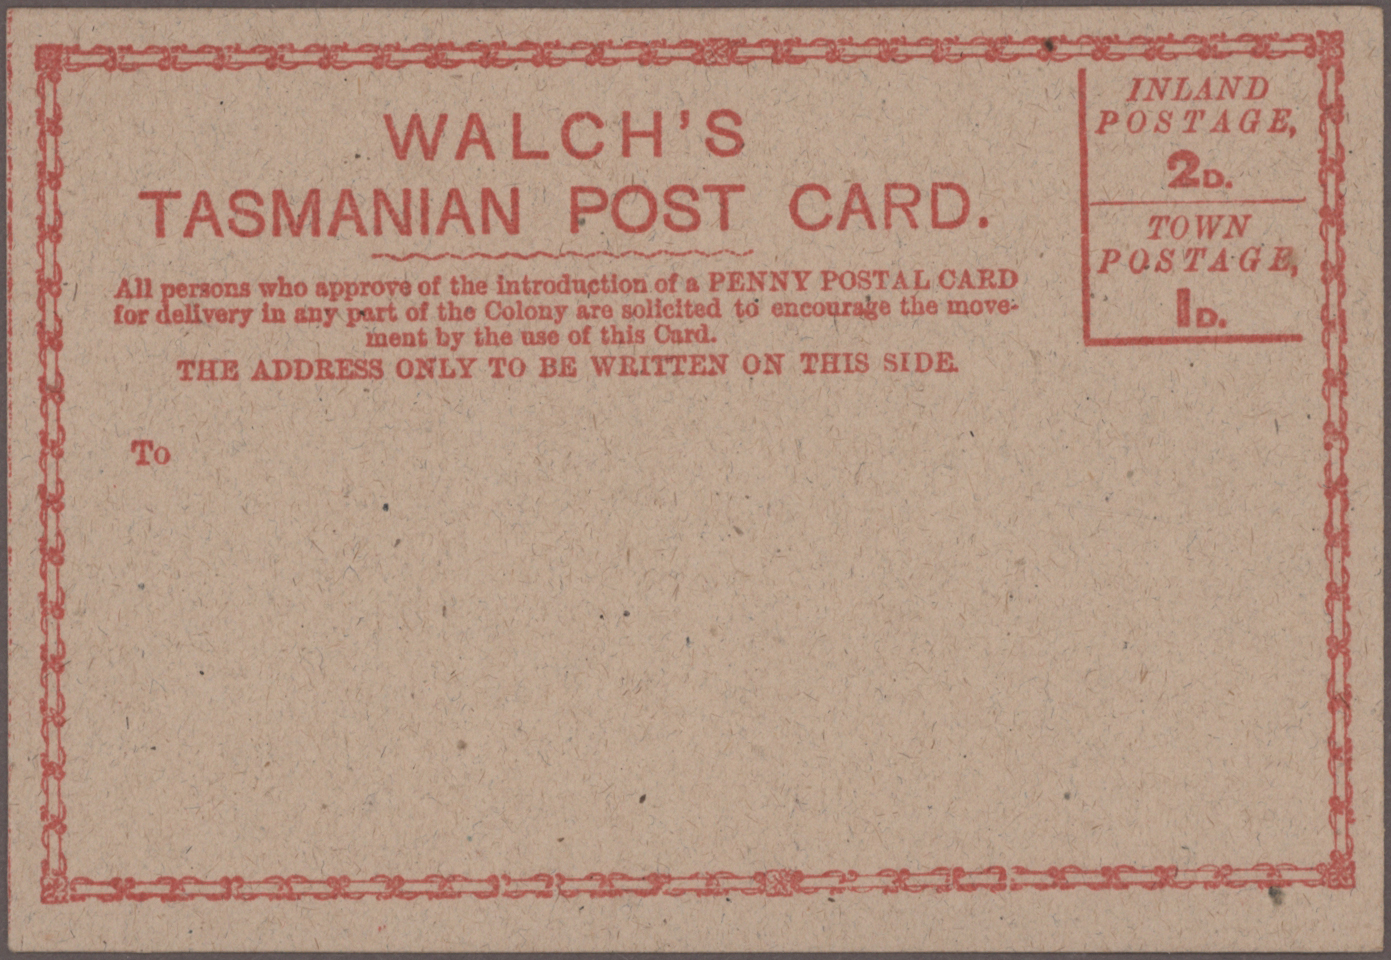 WALCH'S
TASMANIAN POST CARD.
All persons who approve of the introduction of a PENNY POSTAL CARD
for delivery in any part of the Colony are solicited to encourage the move-
ment by the use of this Card.
THE ADDRESS ONLY TO BE WRITTEN ON THIS SIDE.
INLAND
POSTAGE,
2D.
TOWN
POSTAGE,
1D.
To